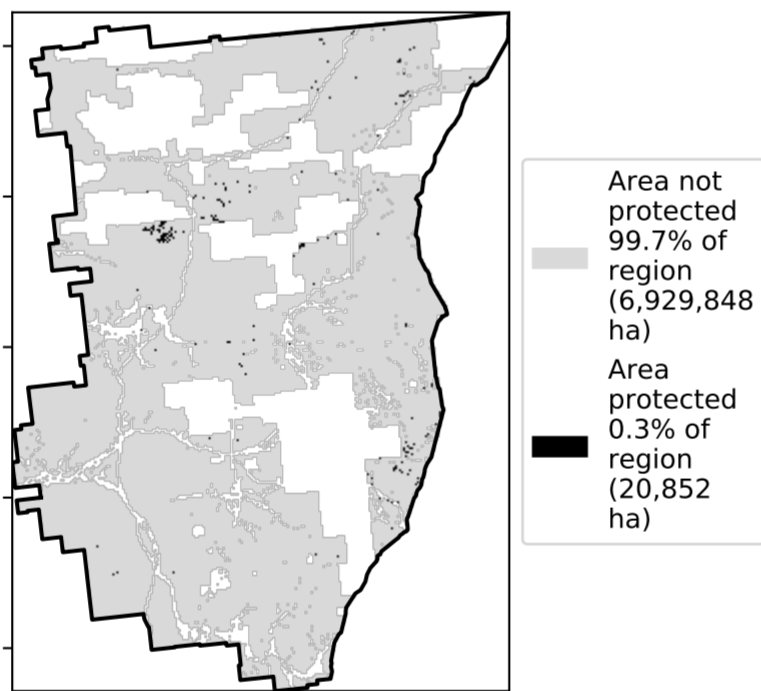 Area not
protected
99.7% of
region
(6,929,848
ha)
Area
protected
0.3% of
region
(20,852
ha)